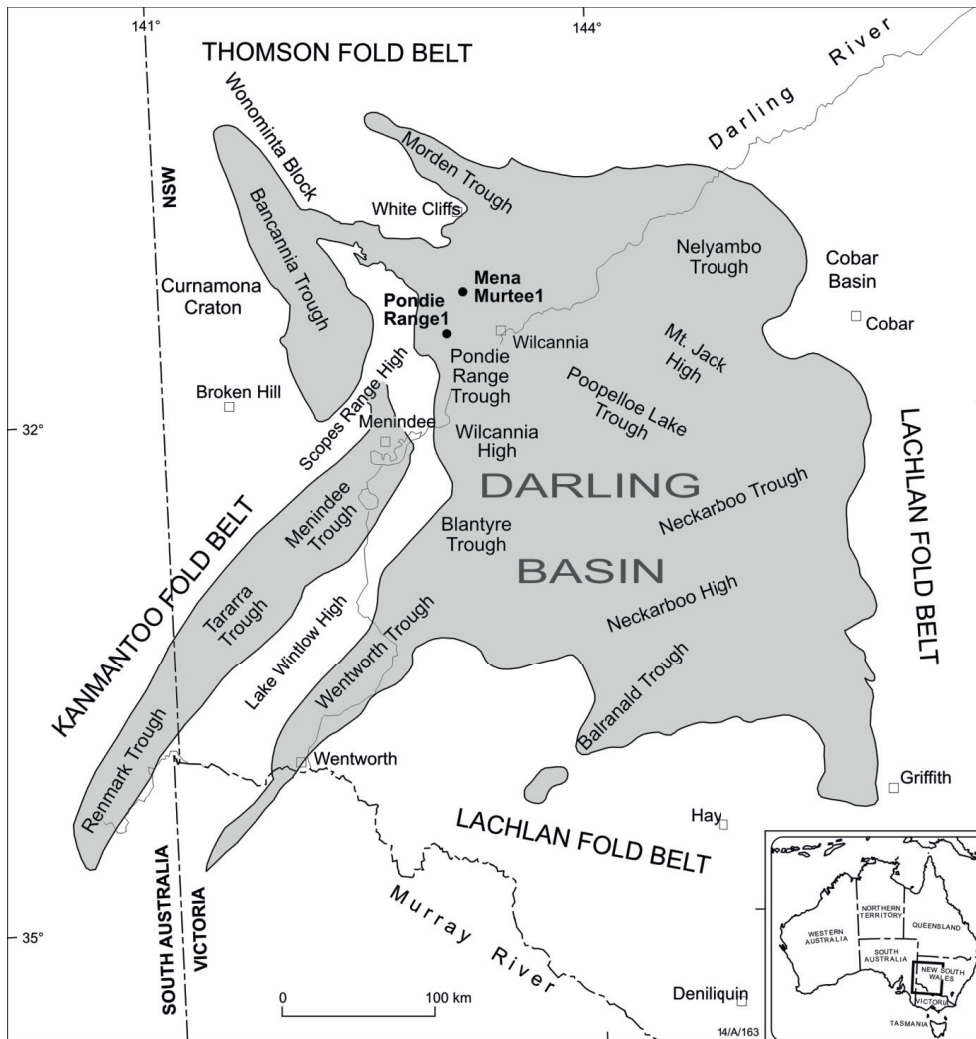 141°
144
THOMSON FOLD BELT
Darling River
Wonominta Block
Morden Trough
NSW
White Cliffs
Bancannia Trough
Nelyambo
Trough
Cobar
Basin
Curnamona
Craton
Mena
Murtee1
Pondie
Range1
Cobar
Wilcannia
Mt. Jack
High
Pondie
Range
Trough
Poopelloe Lake
Trough
Broken Hill
Scopes Range High
Menindee
32°
Wilcannia
High
LACHLAN FOLD BELT
DARLING
BASIN
Menindee
Trough
Neckarboo Trough
Blantyre
Trough
KANMANTOO FOLD BELT
Tararra
Trough
Neckarboo High
Lake Wintlow High
Wentworth Trough
Balranald Trough
Renmark Trough
Wentworth
Griffith
Hay
LACHLAN FOLD BELT
Murray River
SOUTH AUSTRALIA
VICTORIA
35°
0 100 km
Deniliquin
14/A/163
NORTHERN
TERRITORY
WESTERN
AUSTRALIA
QUEENSLAND
SOUTH
AUSTRALIA
NEW SOUTH
WALES
VICTORIA
TASMANIA